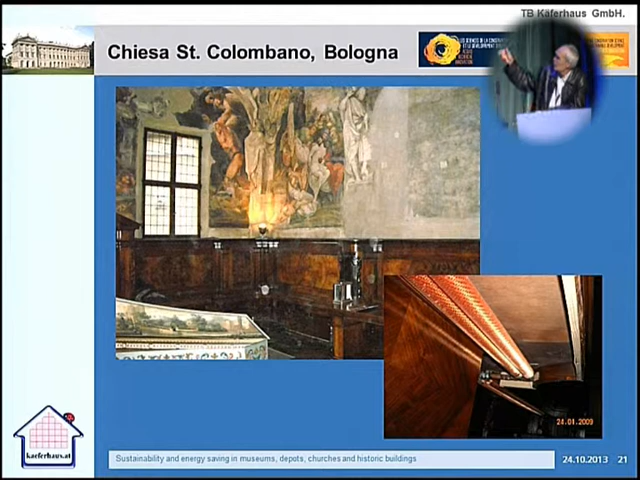 TB Käferhaus GmbH.
Chiesa St. Colombano, Bologna
24.01.2009
kaeferhaus.at
Sustainability and energy saving in museums, depots, churches and historic buildings
24.10.2013 21